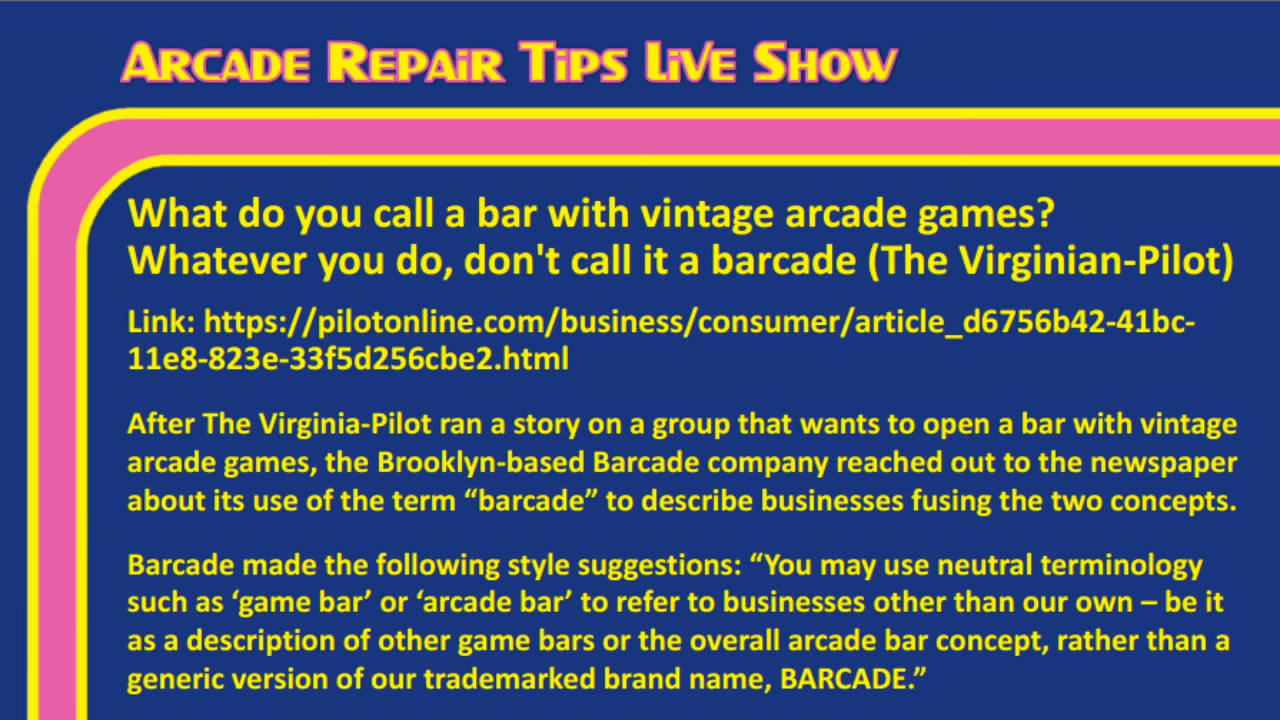 Arcade Repair Tips Live Show
What do you call a bar with vintage arcade games?
Whatever you do, don't call it a barcade (The Virginian-Pilot)
Link: https://pilotonline.com/business/consumer/article_d6756b42-41bc-
11e8-823e-33f5d256cbe2.html
After The Virginia-Pilot ran a story on a group that wants to open a bar with vintage
arcade games, the Brooklyn-based Barcade company reached out to the newspaper
about its use of the term “barcade” to describe businesses fusing the two concepts.
Barcade made the following style suggestions: “You may use neutral terminology
such as ‘game bar’ or ‘arcade bar’ to refer to businesses other than our own – be it
as a description of other game bars or the overall arcade bar concept, rather than a
generic version of our trademarked brand name, BARCADE.”